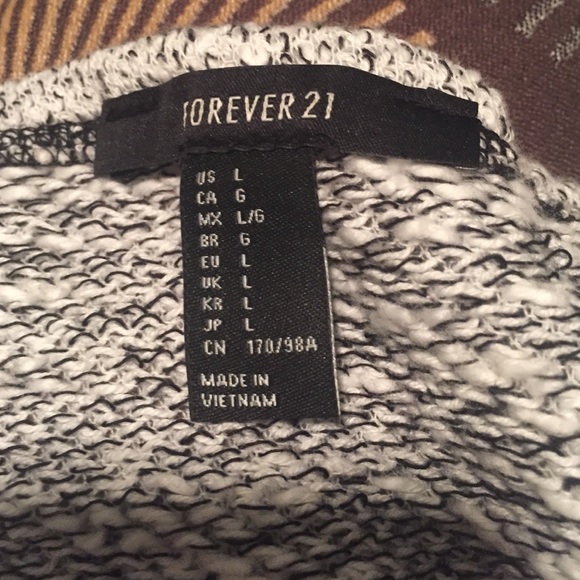 FOREVER 21
US L
CA G
MX L/G
BR G
EU L
UK L
KR L
JP L
CN 170/98A
MADE IN
VIETNAM